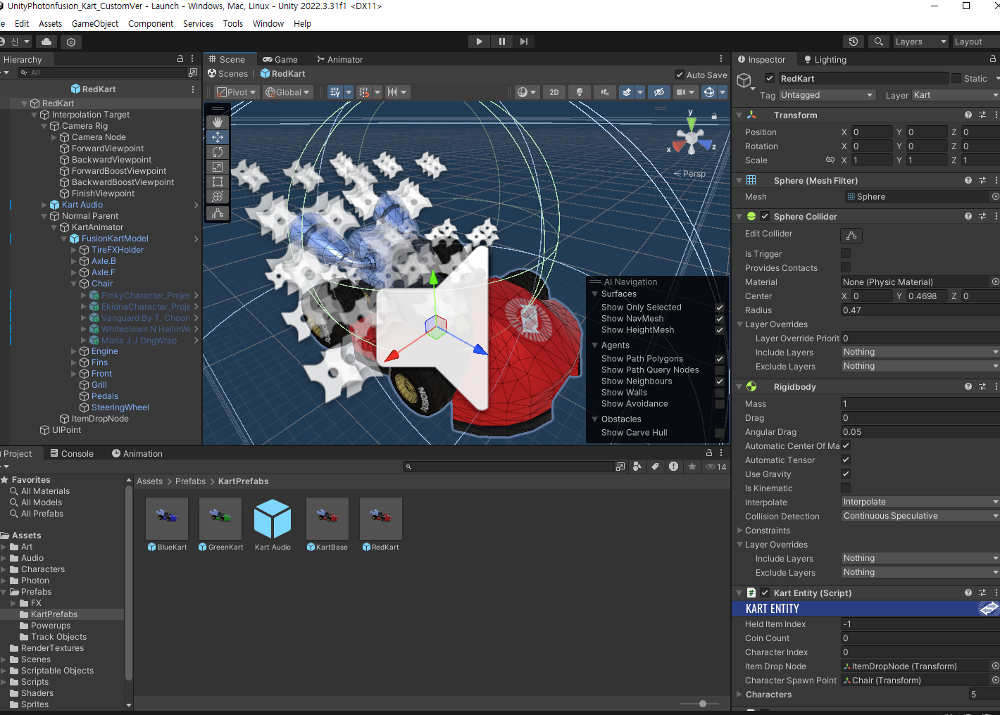 UnityPhotonfusion_Kart_CustomVer - Launch - Windows, Mac, Linux - Unity 2022.3.31f1 <DX11>
Edit Assets GameObject Component Services Tools Window Help
신
Layers
Layout
Hierarchy
All
RedKart
RedKart
Interpolation Target
Camera Rig
Camera Node
ForwardViewpoint
BackwardViewpoint
ForwardBoostViewpoint
BackwardBoostViewpoint
FinishViewpoint
Kart Audio
Normal Parent
KartAnimator
FusionKartModel
TireFXHolder
Axle.B
Axle.F
Chair
PinkyCharacter_Projec
EkidnaCharacter_Proje
Vanguard By T. Choon
Whiteclown N HallinWi
Maria J J OngWrap
Engine
Fins
Front
Grill
Pedals
SteeringWheel
ItemDropNode
UIPoint
Scene Game Animator
Scenes RedKart
Auto Save
Pivot Global
2D
y
x
z
Persp
FUSION
AI Navigation
Surfaces
Show Only Selected
Show NavMesh
Show HeightMesh
Agents
Show Path Polygons
Show Path Query Nodes
Show Neighbours
Show Walls
Show Avoidance
Obstacles
Show Carve Hull
Project Console Animation
14
Favorites
All Materials
All Models
All Prefabs
Assets
Art
Audio
Characters
Photon
Prefabs
FX
KartPrefabs
Powerups
Track Objects
RenderTextures
Scenes
Scriptable Objects
Scripts
Shaders
Sprites
Assets > Prefabs > KartPrefabs
BlueKart
GreenKart
Kart Audio
KartBase
RedKart
Inspector Lighting
RedKart
Static
Tag Untagged Layer Kart
Transform
Position X 0 Y 0 Z 0
Rotation X 0 Y 0 Z 0
Scale X 1 Y 1 Z 1
Sphere (Mesh Filter)
Mesh Sphere
Sphere Collider
Edit Collider
Is Trigger
Provides Contacts
Material None (Physic Material)
Center X 0 Y 0.4698 Z 0
Radius 0.47
Layer Overrides
Layer Override Priorit 0
Include Layers Nothing
Exclude Layers Nothing
Rigidbody
Mass 1
Drag 0
Angular Drag 0.05
Automatic Center Of Ma
Automatic Tensor
Use Gravity
Is Kinematic
Interpolate Interpolate
Collision Detection Continuous Speculative
Constraints
Layer Overrides
Include Layers Nothing
Exclude Layers Nothing
Kart Entity (Script)
KART ENTITY
Held Item Index -1
Coin Count 0
Character Index 0
Item Drop Node ItemDropNode (Transform)
Character Spawn Point Chair (Transform)
Characters 5